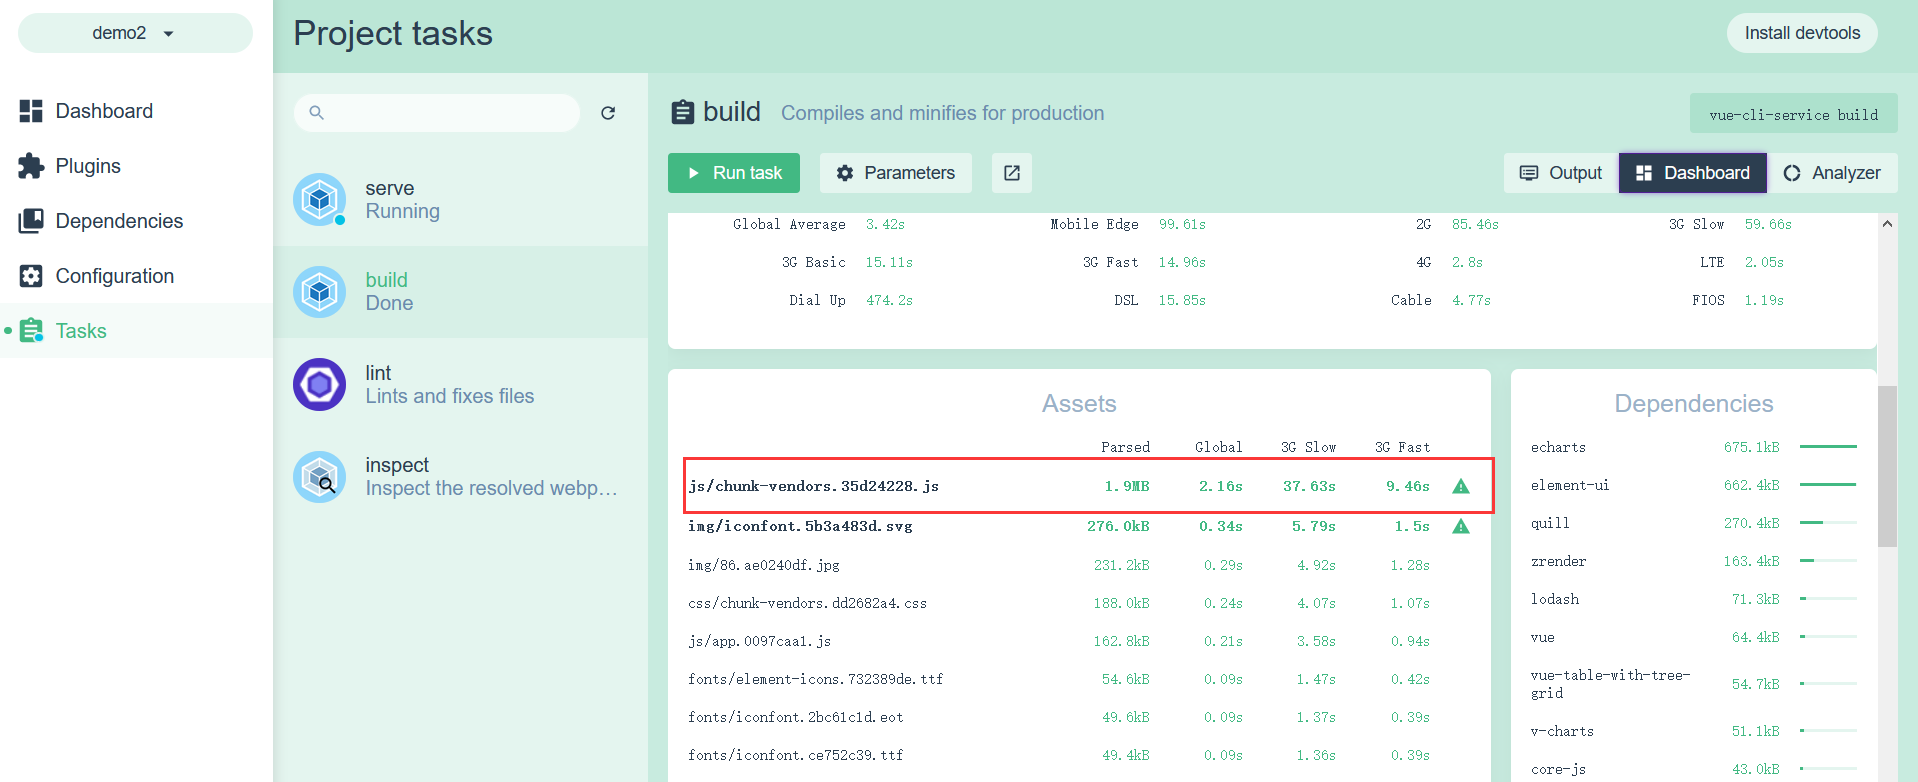 demo2
Project tasks
Install devtools
Dashboard
Plugins
Dependencies
Configuration
Tasks
serve
Running
build
Done
lint
Lints and fixes files
inspect
Inspect the resolved webp…
build Compiles and minifies for production
vue-cli-service build
Run task Parameters
Output Dashboard Analyzer
Global Average 3.42s Mobile Edge 99.61s 2G 85.46s 3G Slow 59.66s
3G Basic 15.11s 3G Fast 14.96s 4G 2.8s LTE 2.05s
Dial Up 474.2s DSL 15.85s Cable 4.77s FIOS 1.19s
Assets
Parsed Global 3G Slow 3G Fast
js/chunk-vendors.35d24228.js 1.9MB 2.16s 37.63s 9.46s
img/iconfont.5b3a483d.svg 276.0kB 0.34s 5.79s 1.5s
img/86.ae0240df.jpg 231.2kB 0.29s 4.92s 1.28s
css/chunk-vendors.dd2682a4.css 188.0kB 0.24s 4.07s 1.07s
js/app.0097caa1.js 162.8kB 0.21s 3.58s 0.94s
fonts/element-icons.732389de.ttf 54.6kB 0.09s 1.47s 0.42s
fonts/iconfont.2bc61c1d.eot 49.6kB 0.09s 1.37s 0.39s
fonts/iconfont.ce752c39.ttf 49.4kB 0.09s 1.36s 0.39s
Dependencies
echarts 675.1kB
element-ui 662.4kB
quill 270.4kB
zrender 163.4kB
lodash 71.3kB
vue 64.4kB
vue-table-with-tree-
grid 54.7kB
v-charts 51.1kB
core-js 43.0kB